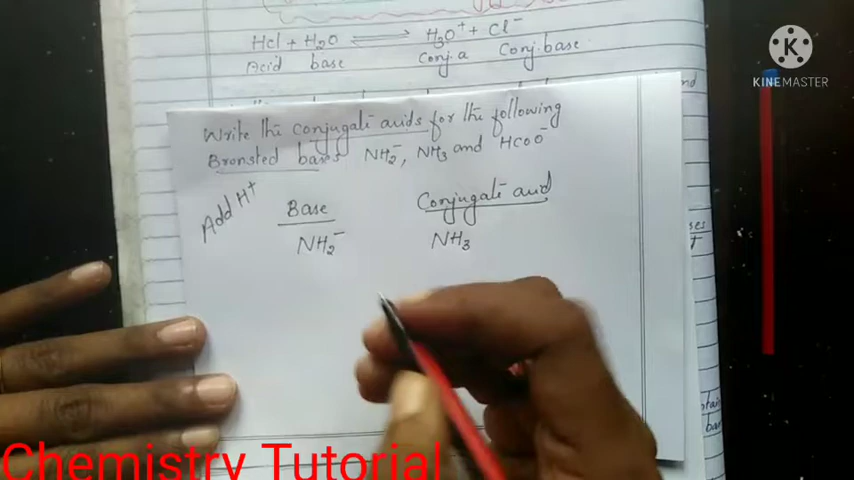 HCl + H2O ⇌ H3O+ + Cl-
Acid base Conj.a Conj.base
KINEMASTER
Write the conjugate acids for the following
Bronsted bases NH2-, NH3 and HCOO-
Add H+
Base Conjugate acid
NH2- NH3
Chemistry Tutorial